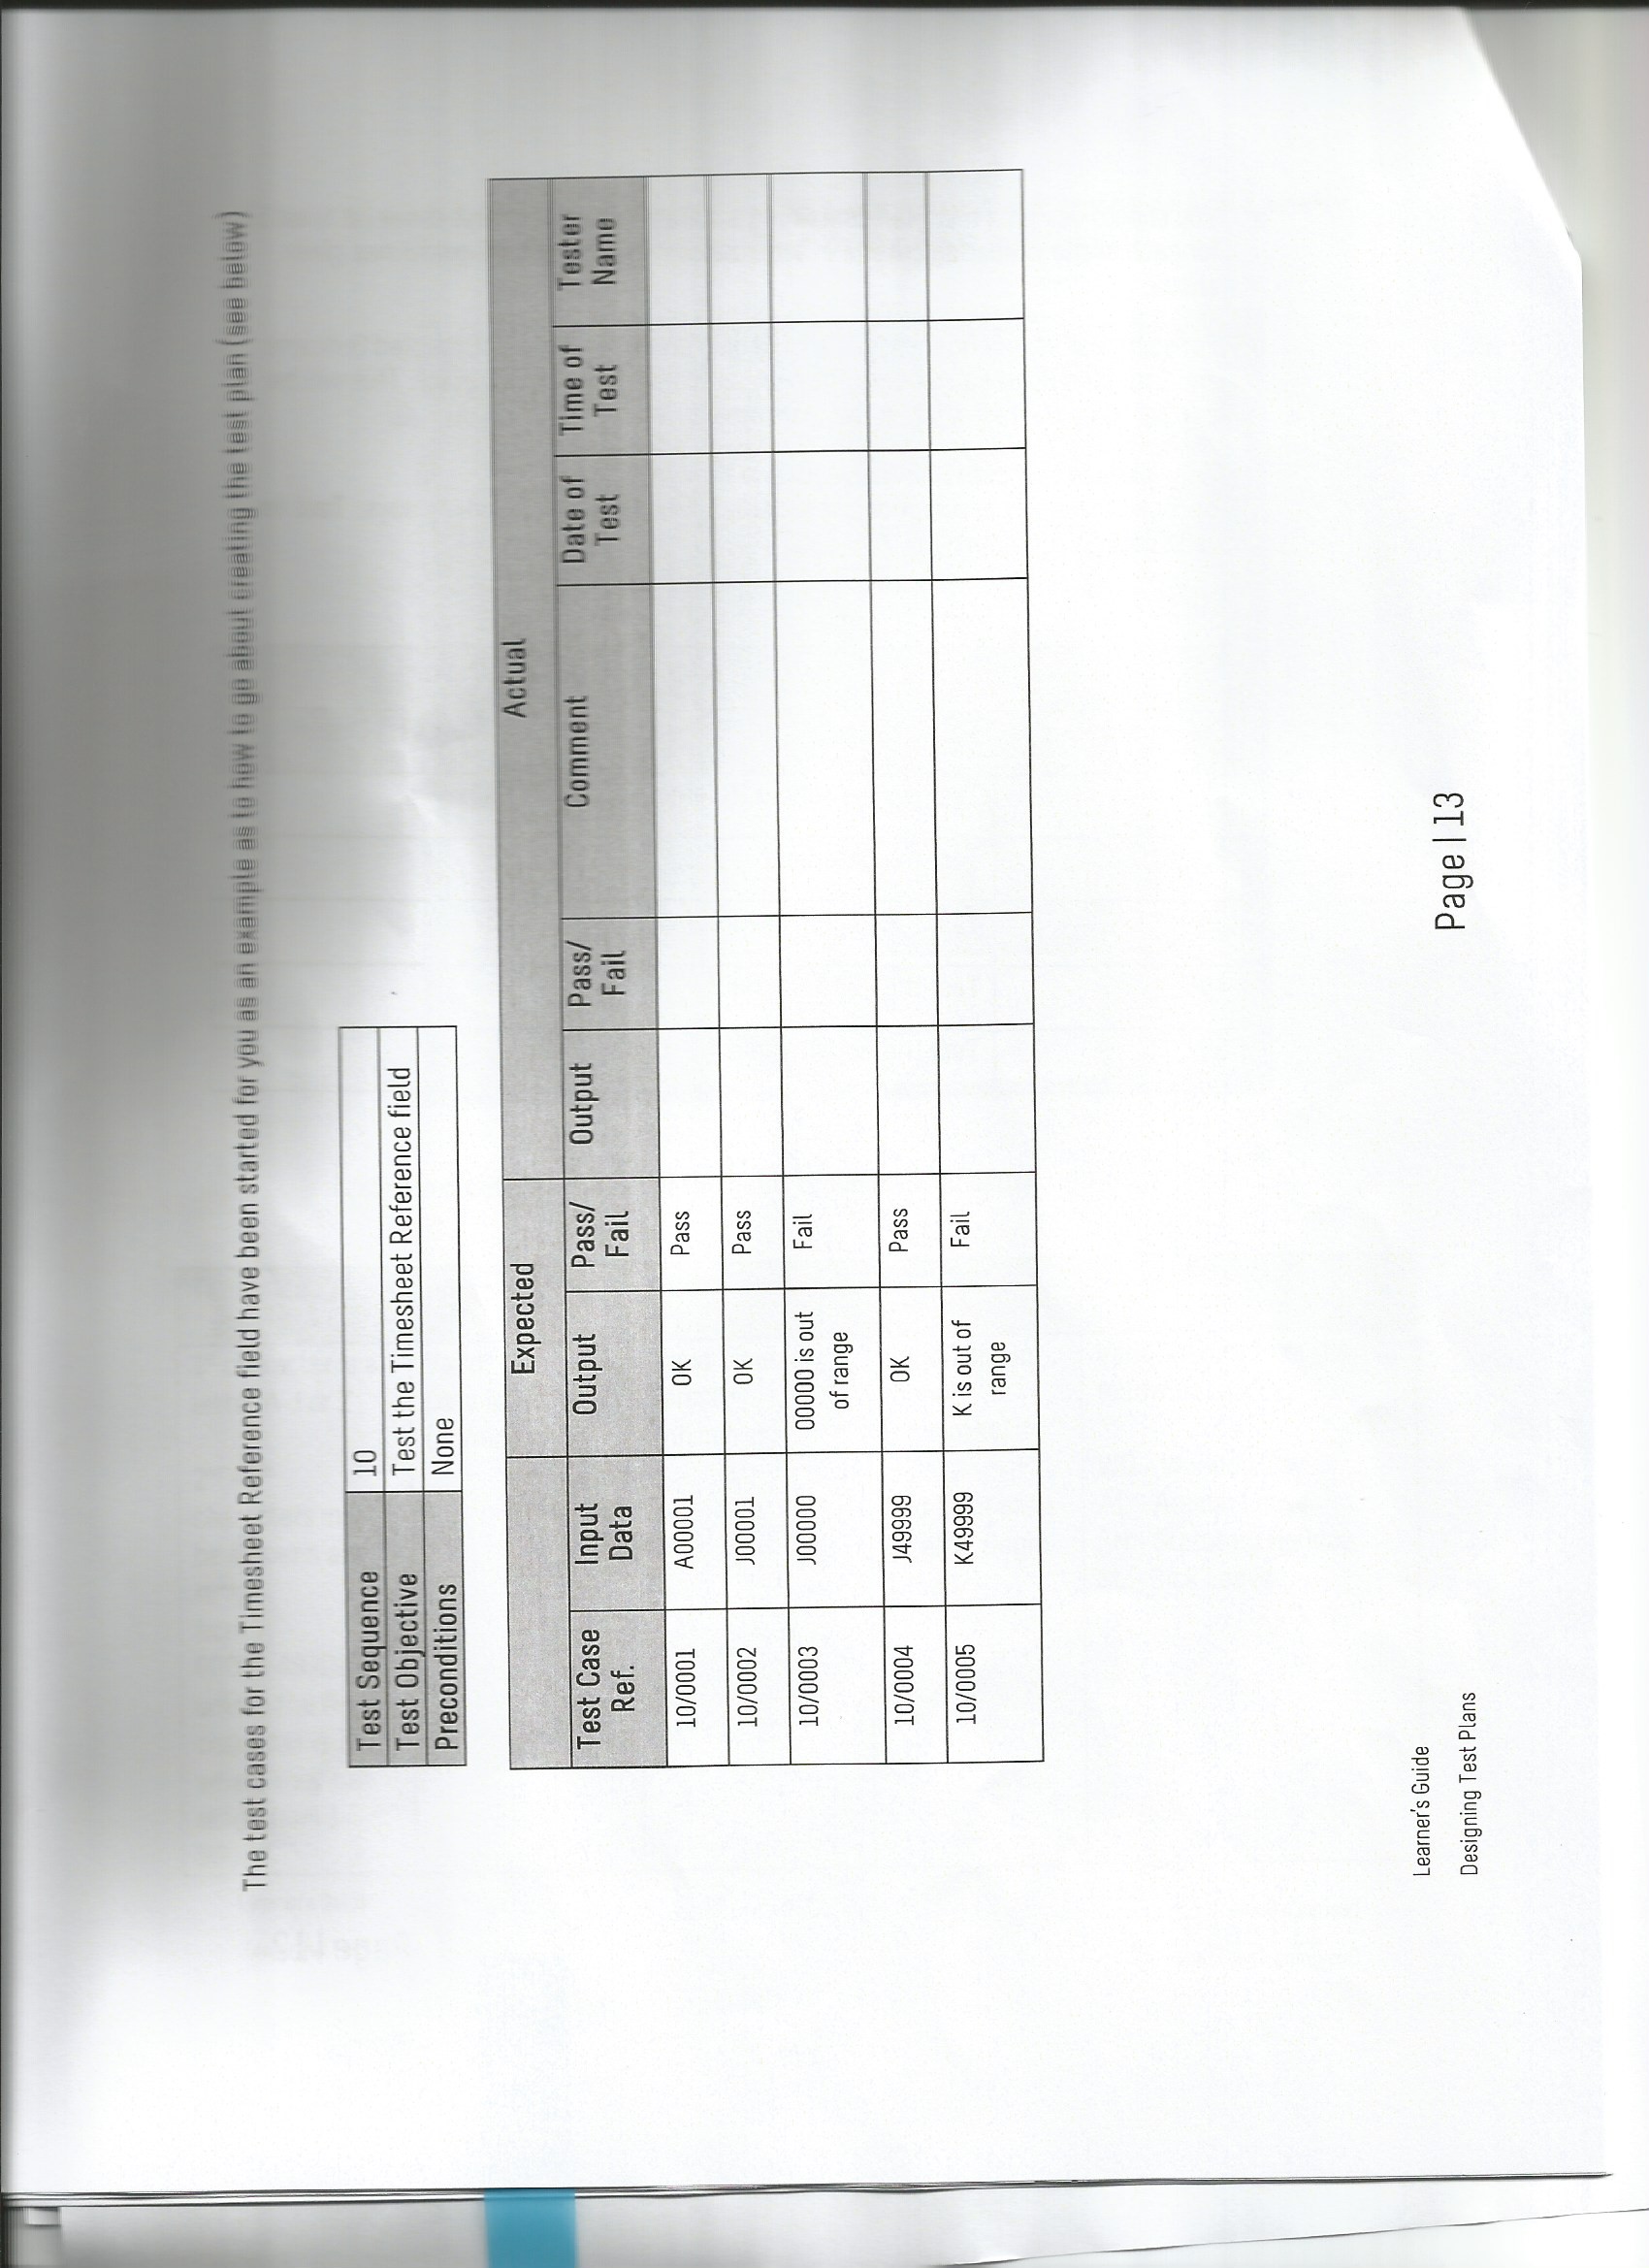 The test cases for the Timesheet Reference field have been started for you as an example as to how to go about creating the test plan (see below)
Test Sequence 10
Test Objective Test the Timesheet Reference field
Preconditions None
Expected Actual
Test Case Ref. Input Data Output Pass/ Fail Output Pass/ Fail Comment Date of Test Time of Test Tester Name
10/0001 A00001 OK Pass
10/0002 J00001 OK Pass
10/0003 J00000 00000 is out of range Fail
10/0004 J49999 OK Pass
10/0005 K49999 K is out of range Fail
Learner's Guide
Designing Test Plans
Page | 13